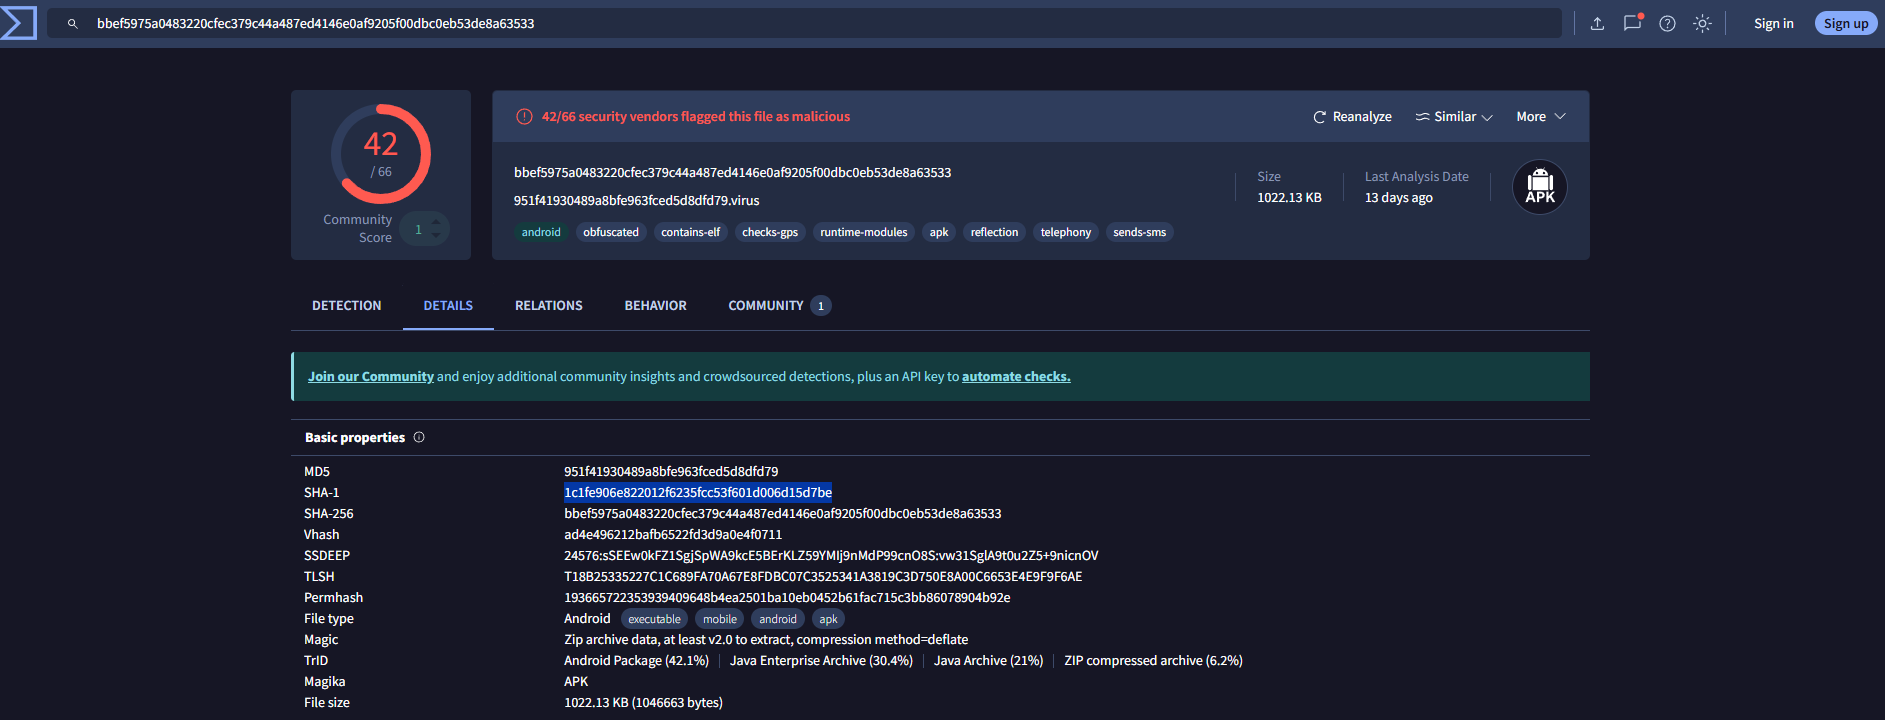 bbef5975a0483220cfec379c44a487ed4146e0af9205f00dbc0eb53de8a63533
Sign in
Sign up
42
/ 66
Community Score
1
42/66 security vendors flagged this file as malicious
Reanalyze
Similar
More
bbef5975a0483220cfec379c44a487ed4146e0af9205f00dbc0eb53de8a63533
951f41930489a8bfe963fced5d8dfd79.virus
android obfuscated contains-elf checks-gps runtime-modules apk reflection telephony sends-sms
Size
1022.13 KB
Last Analysis Date
13 days ago
APK
DETECTION DETAILS RELATIONS BEHAVIOR COMMUNITY 1
Join our Community and enjoy additional community insights and crowdsourced detections, plus an API key to automate checks.
Basic properties
MD5 951f41930489a8bfe963fced5d8dfd79
SHA-1 1c1fe906e822012f6235fcc53f601d006d15d7be
SHA-256 bbef5975a0483220cfec379c44a487ed4146e0af9205f00dbc0eb53de8a63533
Vhash ad4e496212bafb6522fd3d9a0e4f0711
SSDEEP 24576:sSEEw0kFZ1SgjSpWA9kcE5BErKLZ59YMIj9nMdP99cnO8S:vw31SglA9t0u2Z5+9nicnOV
TLSH T18B25335227C1C689FA70A67E8FDBC07C3525341A3819C3D750E8A00C6653E4E9F9F6AE
Permhash 193665722353939409648b4ea2501ba10eb0452b61fac715c3bb86078904b92e
File type Android executable mobile android apk
Magic Zip archive data, at least v2.0 to extract, compression method=deflate
TrID Android Package (42.1%) Java Enterprise Archive (30.4%) Java Archive (21%) ZIP compressed archive (6.2%)
Magika APK
File size 1022.13 KB (1046663 bytes)